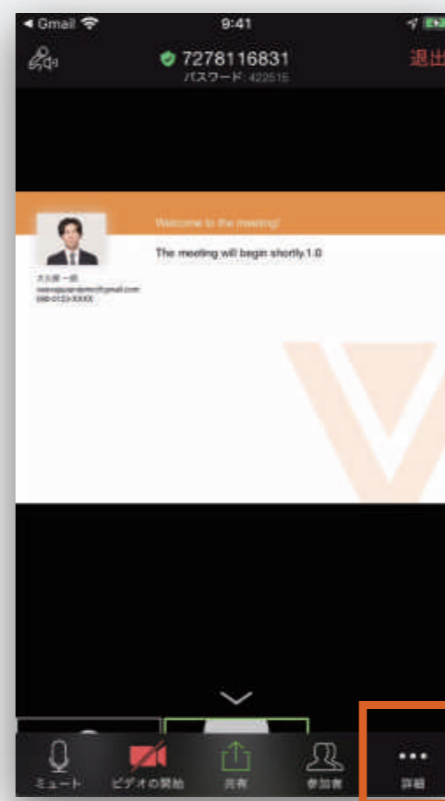 Gmail
9:41
7278116831
退出
パスワード: 422515
Welcome to the meeting!
The meeting will begin shortly.1.0
ミュート
ビデオの開始
共有
参加者
詳細